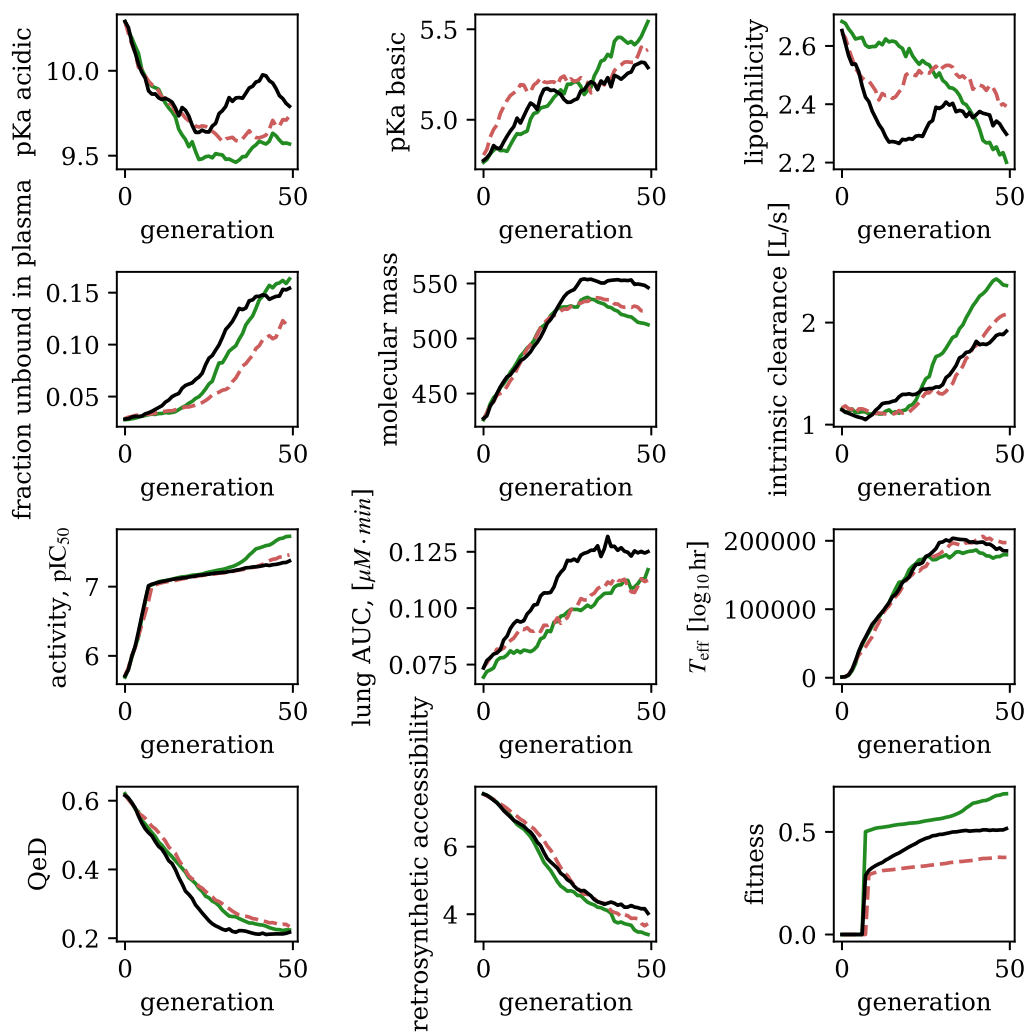 pKa acidic
10.0
9.5
0
50
generation
pKa basic
5.5
5.0
0
50
generation
lipophilicity
2.6
2.4
2.2
0
50
generation
fraction unbound in plasma
0.15
0.10
0.05
0
50
generation
molecular mass
550
500
450
0
50
generation
intrinsic clearance [L/s]
2
1
0
50
generation
activity, pIC₅₀
7
6
0
50
generation
lung AUC, [μM · min]
0.125
0.100
0.075
0
50
generation
T_eff [log₁₀ hr]
200000
100000
0
0
50
generation
QeD
0.6
0.4
0.2
0
50
generation
retrosynthetic accessibility
6
4
0
50
generation
fitness
0.5
0.0
0
50
generation